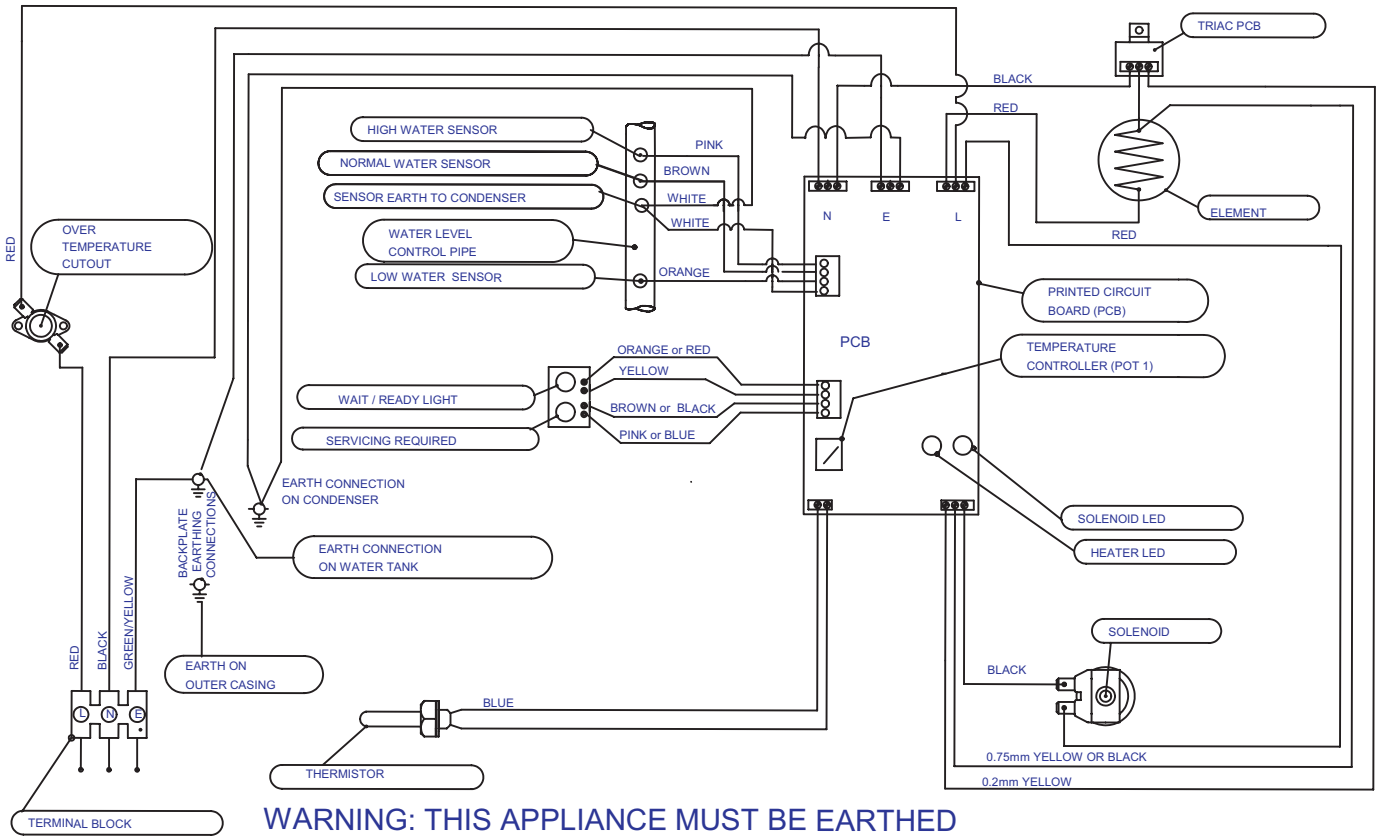 TRIAC PCB
BLACK
RED
HIGH WATER SENSOR
PINK
NORMAL WATER SENSOR
BROWN
SENSOR EARTH TO CONDENSER
WHITE
WHITE
N
E
L
ELEMENT
RED
RED
OVER
TEMPERATURE
CUTOUT
WATER LEVEL
CONTROL PIPE
LOW WATER SENSOR
ORANGE
PRINTED CIRCUIT
BOARD (PCB)
PCB
TEMPERATURE
CONTROLLER (POT 1)
ORANGE or RED
YELLOW
WAIT / READY LIGHT
BROWN or BLACK
SERVICING REQUIRED
PINK or BLUE
EARTH CONNECTION
ON CONDENSER
BACKPLATE
EARTHING
CONNECTIONS
SOLENOID LED
HEATER LED
EARTH CONNECTION
ON WATER TANK
RED
BLACK
GREEN/YELLOW
EARTH ON
OUTER CASING
SOLENOID
BLACK
L
N
E
BLUE
THERMISTOR
0.75mm YELLOW OR BLACK
0.2mm YELLOW
TERMINAL BLOCK
WARNING: THIS APPLIANCE MUST BE EARTHED